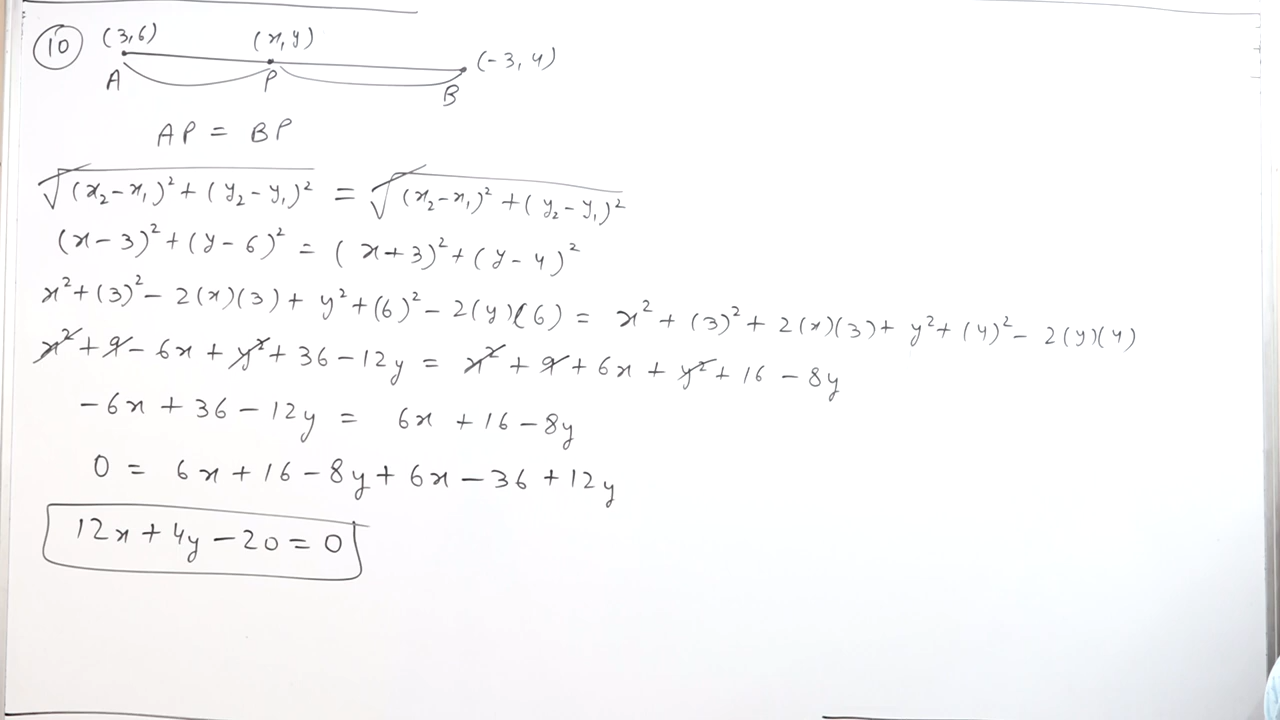 10 (3,6) (x,y) (-3,4)
A P B
AP = BP
√(x₂-x₁)²+(y₂-y₁)² = √(x₂-x₁)²+(y₂-y₁)²
(x-3)²+(y-6)² = (x+3)²+(y-4)²
x²+(3)²-2(x)(3)+y²+(6)²-2(y)(6) = x²+(3)²+2(x)(3)+y²+(4)²-2(y)(4)
x²+9-6x+y²+36-12y = x²+9+6x+y²+16-8y
-6x+36-12y = 6x+16-8y
0 = 6x+16-8y+6x-36+12y
12x+4y-20=0